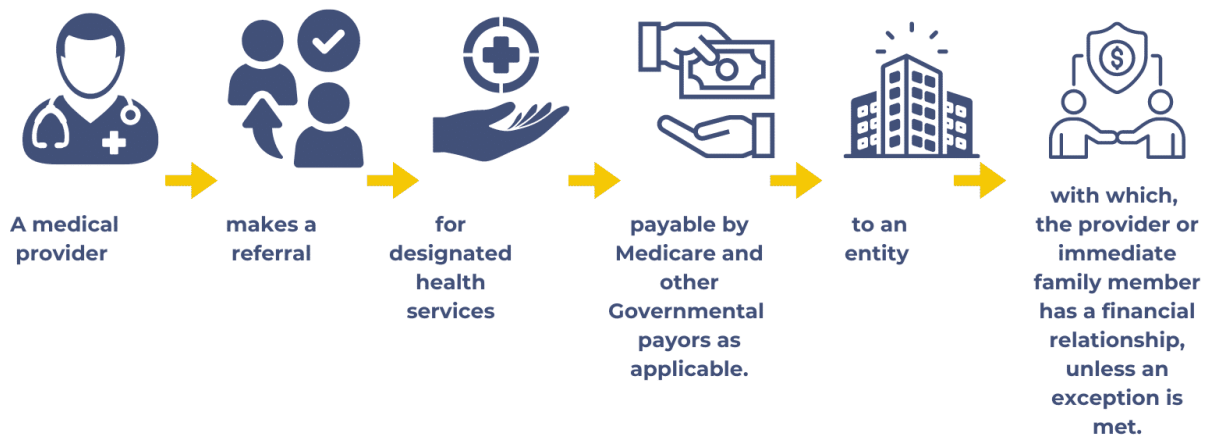 A medical
provider
makes a
referral
for
designated
health
services
payable by
Medicare and
other
Governmental
payors as
applicable.
to an
entity
$
with which,
the provider or
immediate
family member
has a financial
relationship,
unless an
exception is
met.